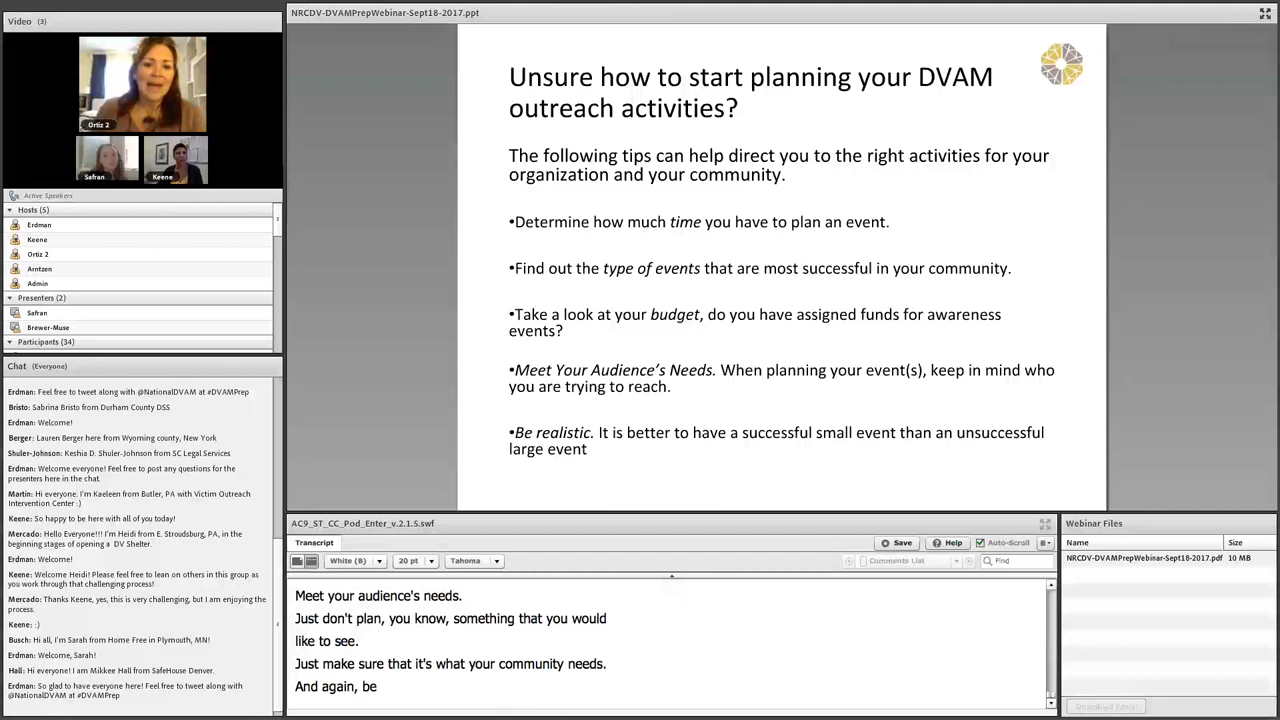 Video (3)
Ortiz 2
Safran
Keene
Active Speakers
Hosts (5)
Erdman
Keene
Ortiz 2
Arntzen
Admin
Presenters (2)
Safran
Brewer-Muse
Participants (34)
Chat (Everyone)
Erdman: Feel free to tweet along with @NationalDVAM at #DVAMPrep
Bristo: Sabrina Bristo from Durham County DSS
Erdman: Welcome!
Berger: Lauren Berger here from Wyoming county, New York
Shuler-Johnson: Keshia D. Shuler-Johnson from SC Legal Services
Erdman: Welcome everyone! Feel free to post any questions for the
presenters here in the chat.
Martin: Hi everyone. I'm Kaeleen from Butler, PA with Victim Outreach
Intervention Center :)
Keene: So happy to be here with all of you today!
Mercado: Hello Everyone!!! I'm Heidi from E. Stroudsburg, PA, in the
beginning stages of opening a DV Shelter.
Erdman: Welcome!
Keene: Welcome Heidi! Please feel free to lean on others in this group as
you work through that challenging process!
Mercado: Thanks Keene, yes, this is very challenging, but I am enjoying the
process.
Keene: :)
Busch: Hi all, I'm Sarah from Home Free in Plymouth, MN!
Erdman: Welcome, Sarah!
Hall: Hi everyone! I am Mikkee Hall from SafeHouse Denver.
Erdman: So glad to have everyone here! Feel free to tweet along with
@NationalDVAM at #DVAMPrep
NRCDV-DVAMPrepWebinar-Sept18-2017.ppt
Unsure how to start planning your DVAM
outreach activities?
The following tips can help direct you to the right activities for your
organization and your community.
•Determine how much time you have to plan an event.
•Find out the type of events that are most successful in your community.
•Take a look at your budget, do you have assigned funds for awareness
events?
•Meet Your Audience's Needs. When planning your event(s), keep in mind who
you are trying to reach.
•Be realistic. It is better to have a successful small event than an unsuccessful
large event
AC9_ST_CC_Pod_Enter_v.2.1.5.swf
Transcript
Save
Help
Auto-Scroll
White (B)
20 pt
Tahoma
Comments List
Find
Meet your audience's needs.
Just don't plan, you know, something that you would
like to see.
Just make sure that it's what your community needs.
And again, be
Webinar Files
Name Size
NRCDV-DVAMPrepWebinar-Sept18-2017.pdf 10 MB
Download File(s)